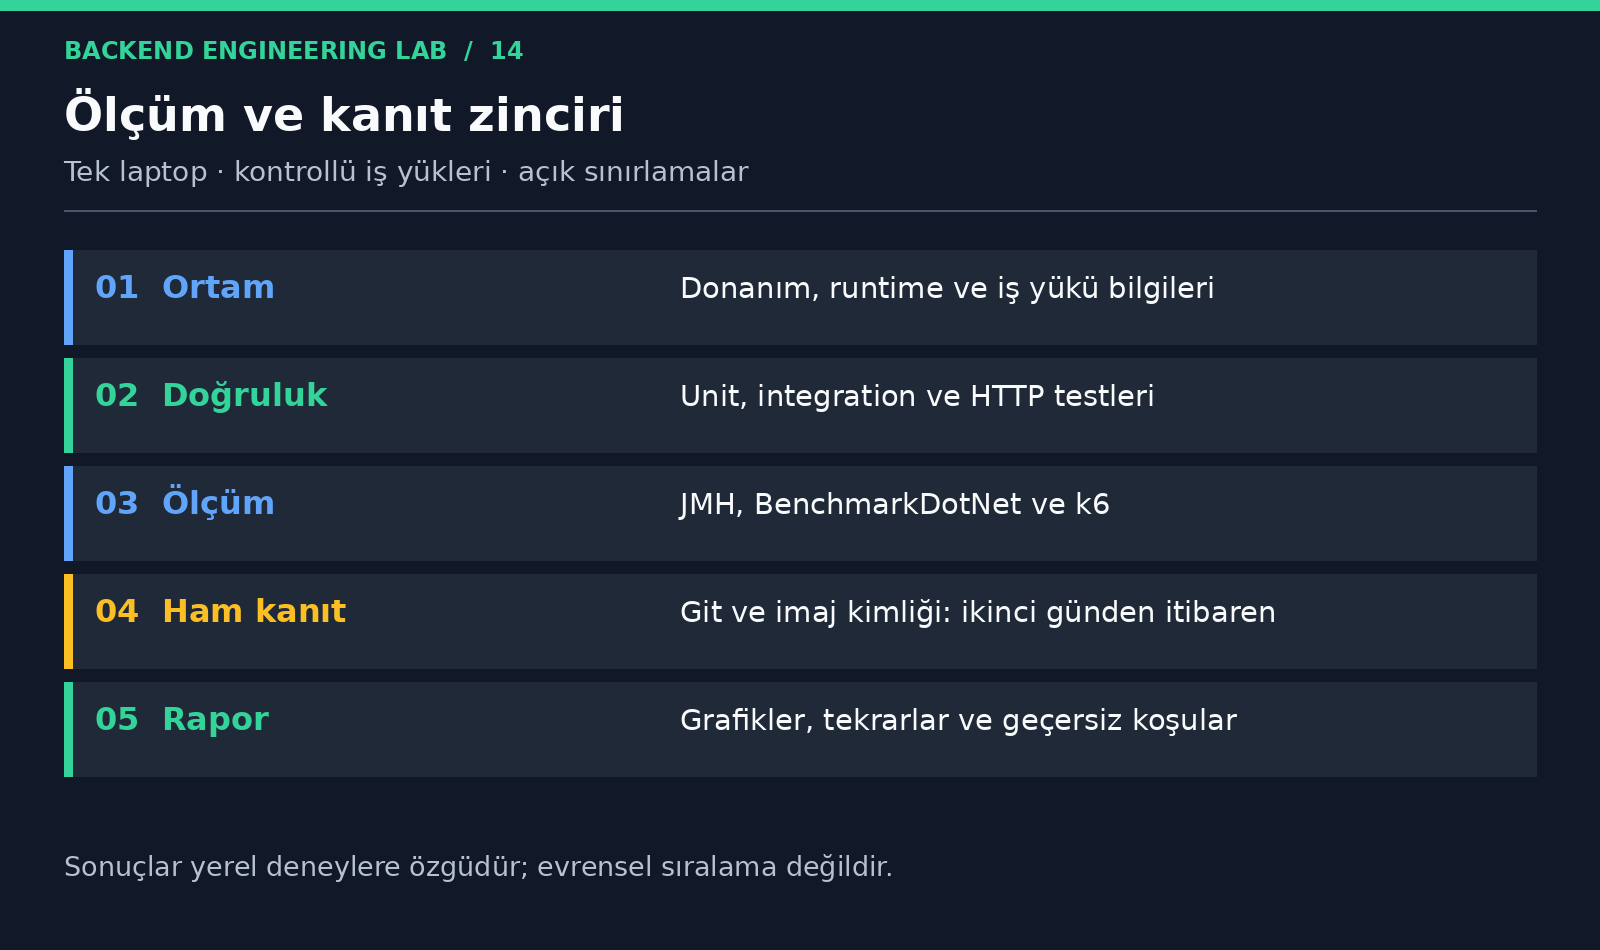 BACKEND ENGINEERING LAB / 14
Ölçüm ve kanıt zinciri
Tek laptop · kontrollü iş yükleri · açık sınırlamalar
01 Ortam Donanım, runtime ve iş yükü bilgileri
02 Doğruluk Unit, integration ve HTTP testleri
03 Ölçüm JMH, BenchmarkDotNet ve k6
04 Ham kanıt Git ve imaj kimliği: ikinci günden itibaren
05 Rapor Grafikler, tekrarlar ve geçersiz koşular
Sonuçlar yerel deneylere özgüdür; evrensel sıralama değildir.